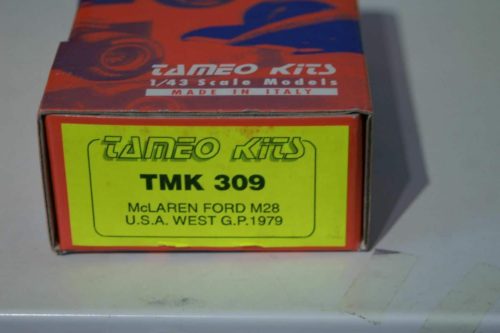 TAMEO KITS
1/43 Scale Models
MADE IN ITALY
TAMEO KITS
TMK 309
McLAREN FORD M28
U.S.A. WEST G.P.1979